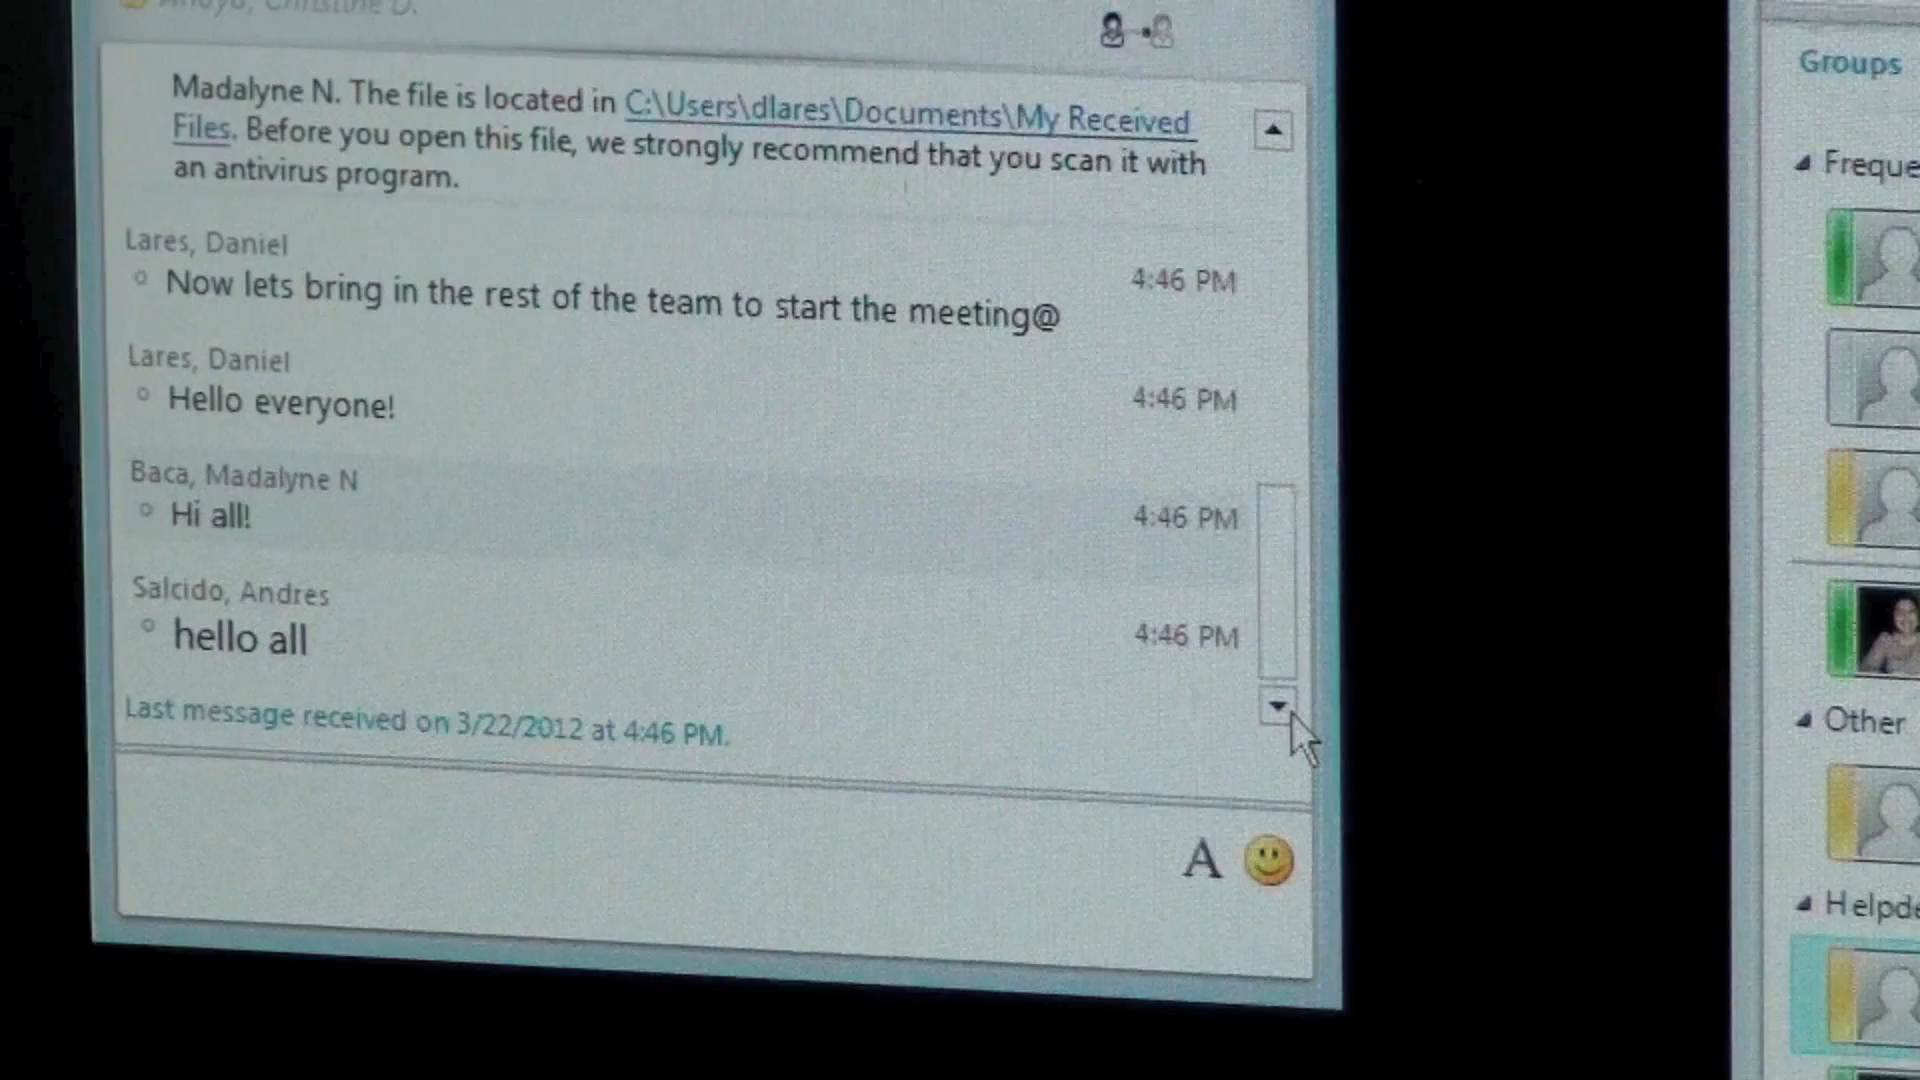 Christine D.
Madalyne N. The file is located in C:\Users\dlares\Documents\My Received
Files. Before you open this file, we strongly recommend that you scan it with
an antivirus program.
Lares, Daniel
Now lets bring in the rest of the team to start the meeting@ 4:46 PM
Lares, Daniel
Hello everyone! 4:46 PM
Baca, Madalyne N
Hi all! 4:46 PM
Salcido, Andres
hello all 4:46 PM
Last message received on 3/22/2012 at 4:46 PM.
A
Groups
Freque
Other
Helpde